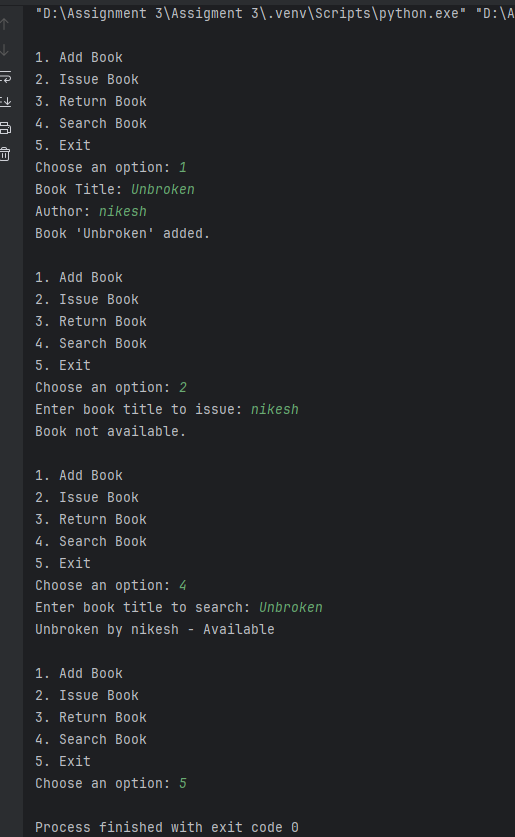 "D:\Assignment 3\Assigment 3\.venv\Scripts\python.exe" "D:\A
1. Add Book
2. Issue Book
3. Return Book
4. Search Book
5. Exit
Choose an option: 1
Book Title: Unbroken
Author: nikesh
Book 'Unbroken' added.
1. Add Book
2. Issue Book
3. Return Book
4. Search Book
5. Exit
Choose an option: 2
Enter book title to issue: nikesh
Book not available.
1. Add Book
2. Issue Book
3. Return Book
4. Search Book
5. Exit
Choose an option: 4
Enter book title to search: Unbroken
Unbroken by nikesh - Available
1. Add Book
2. Issue Book
3. Return Book
4. Search Book
5. Exit
Choose an option: 5
Process finished with exit code 0